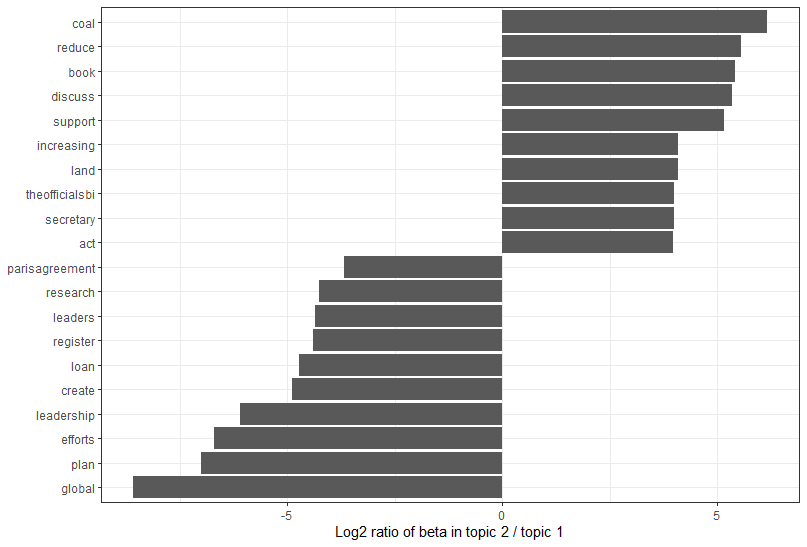 coal
reduce
book
discuss
support
increasing
land
theofficialsbi
secretary
act
parisagreement
research
leaders
register
loan
create
leadership
efforts
plan
global
-5 0 5
Log2 ratio of beta in topic 2 / topic 1